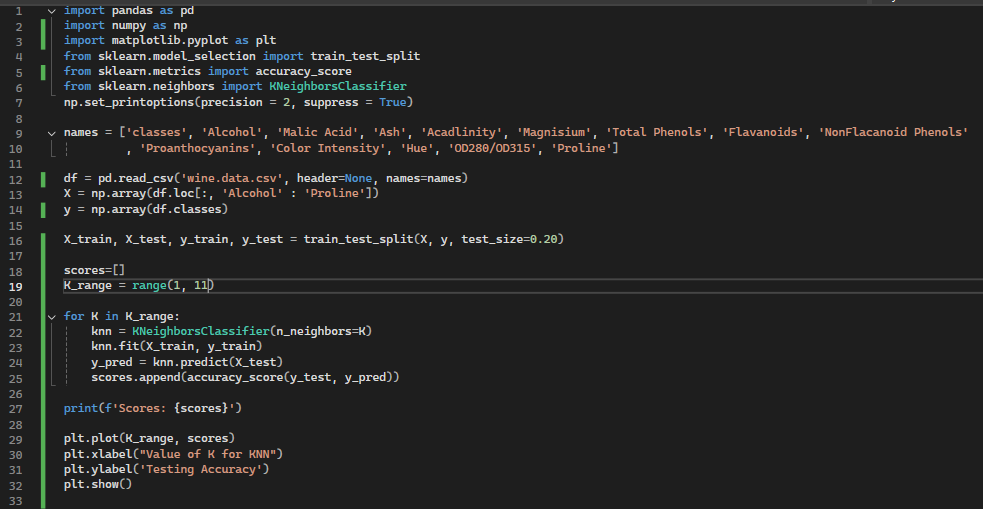 1 import pandas as pd
2 import numpy as np
3 import matplotlib.pyplot as plt
4 from sklearn.model_selection import train_test_split
5 from sklearn.metrics import accuracy_score
6 from sklearn.neighbors import KNeighborsClassifier
7 np.set_printoptions(precision = 2, suppress = True)
8
9 names = ['classes', 'Alcohol', 'Malic Acid', 'Ash', 'Acadlinity', 'Magnisium', 'Total Phenols', 'Flavanoids', 'NonFlacanoid Phenols'
10 , 'Proanthocyanins', 'Color Intensity', 'Hue', 'OD280/OD315', 'Proline']
11
12 df = pd.read_csv('wine.data.csv', header=None, names=names)
13 X = np.array(df.loc[:, 'Alcohol' : 'Proline'])
14 y = np.array(df.classes)
15
16 X_train, X_test, y_train, y_test = train_test_split(X, y, test_size=0.20)
17
18 scores=[]
19 K_range = range(1, 11)
20
21 for K in K_range:
22 knn = KNeighborsClassifier(n_neighbors=K)
23 knn.fit(X_train, y_train)
24 y_pred = knn.predict(X_test)
25 scores.append(accuracy_score(y_test, y_pred))
26
27 print(f'Scores: {scores}')
28
29 plt.plot(K_range, scores)
30 plt.xlabel("Value of K for KNN")
31 plt.ylabel('Testing Accuracy')
32 plt.show()
33